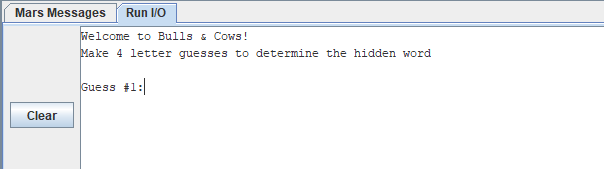 Mars Messages Run I/O
Welcome to Bulls & Cows!
Make 4 letter guesses to determine the hidden word
Guess #1:
Clear